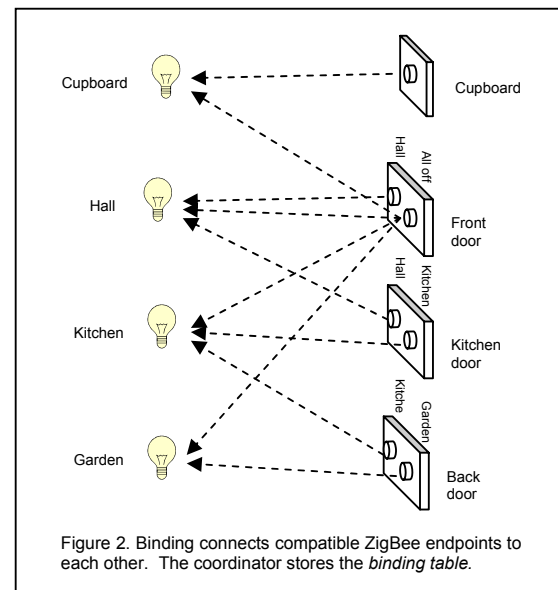 Cupboard
Cupboard
Hall
All off
Hall
Front
door
Hall
Kitchen
Kitchen
Kitchen
door
Kitche
Garden
Garden
Back
door
Figure 2. Binding connects compatible ZigBee endpoints to
each other. The coordinator stores the binding table.